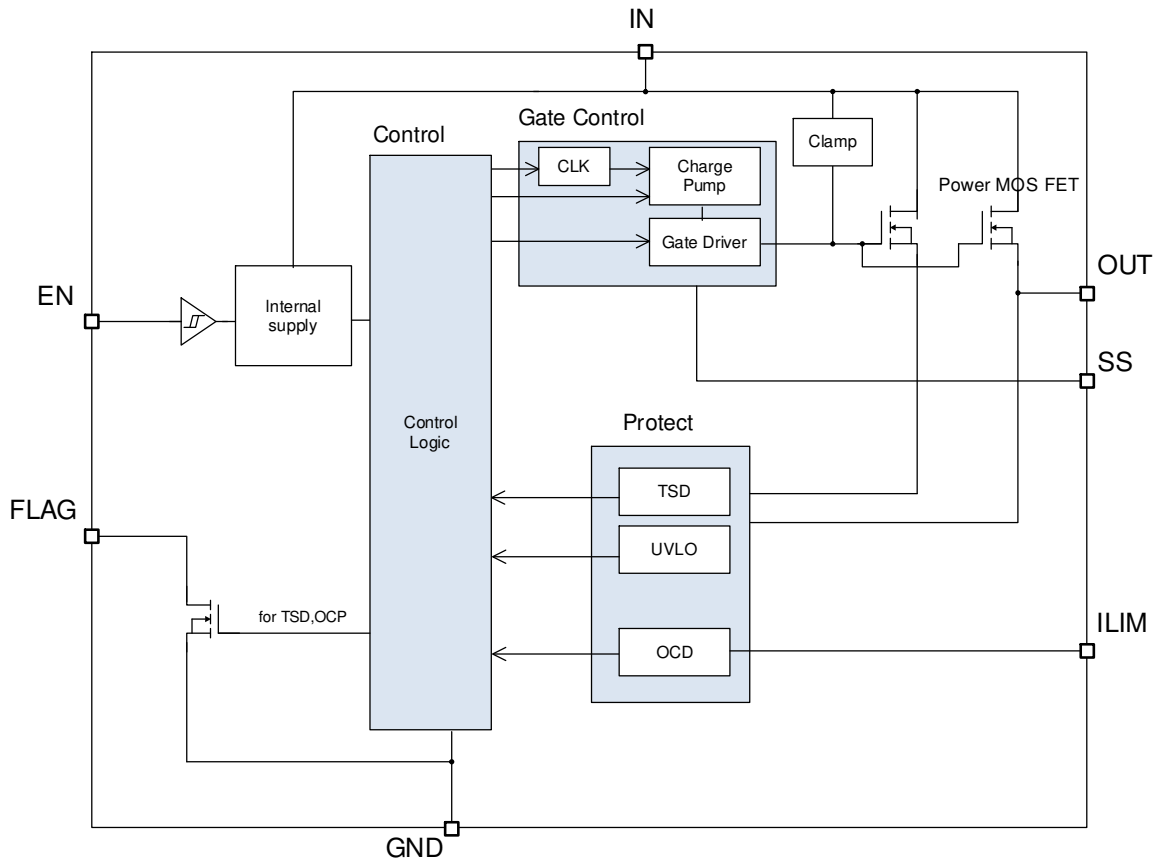 IN
Gate Control
Control
CLK
Charge
Pump
Clamp
Power MOS FET
Gate Driver
OUT
EN
Internal
supply
SS
Control
Logic
Protect
TSD
FLAG
UVLO
for TSD,OCP
ILIM
OCD
GND